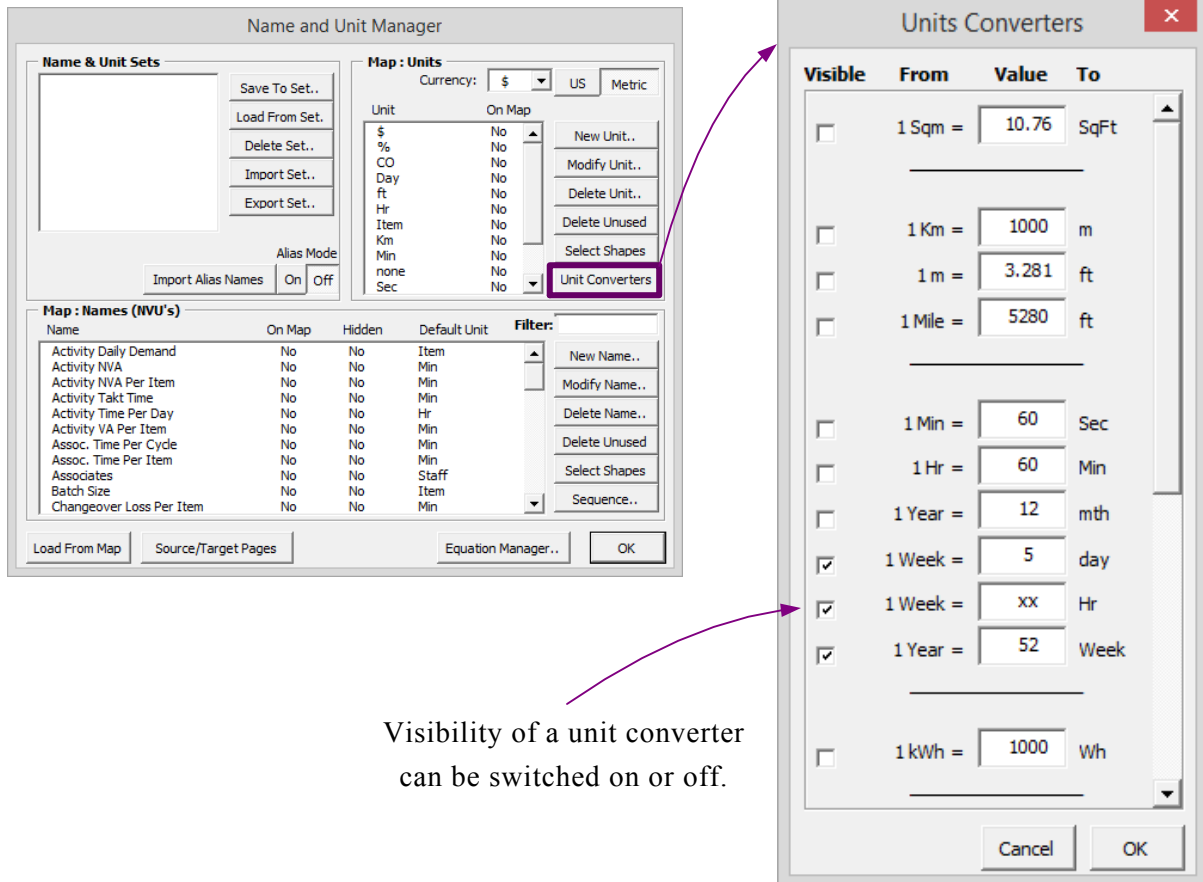 Name and Unit Manager
Name & Unit Sets
Save To Set..
Load From Set.
Delete Set..
Import Set..
Export Set..
Alias Mode
Import Alias Names On Off
Map : Units
Currency: $ US Metric
Unit On Map
$ No
% No
CO No
Day No
ft No
Hr No
Item No
Km No
Min No
none No
Sec No
New Unit..
Modify Unit..
Delete Unit..
Delete Unused
Select Shapes
Unit Converters
Map : Names (NVU's)
Name On Map Hidden Default Unit Filter:
Activity Daily Demand No No Item
Activity NVA No No Min
Activity NVA Per Item No No Min
Activity Takt Time No No Min
Activity Time Per Day No No Hr
Activity VA Per Item No No Min
Assoc. Time Per Cycle No No Min
Assoc. Time Per Item No No Min
Associates No No Staff
Batch Size No No Item
Changeover Loss Per Item No No Min
New Name..
Modify Name..
Delete Name..
Delete Unused
Select Shapes
Sequence..
Load From Map Source/Target Pages Equation Manager.. OK
Units Converters
Visible From Value To
1 Sqm = 10.76 SqFt
1 Km = 1000 m
1 m = 3.281 ft
1 Mile = 5280 ft
1 Min = 60 Sec
1 Hr = 60 Min
1 Year = 12 mth
1 Week = 5 day
1 Week = xx Hr
1 Year = 52 Week
1 kWh = 1000 Wh
Cancel OK
Visibility of a unit converter
can be switched on or off.